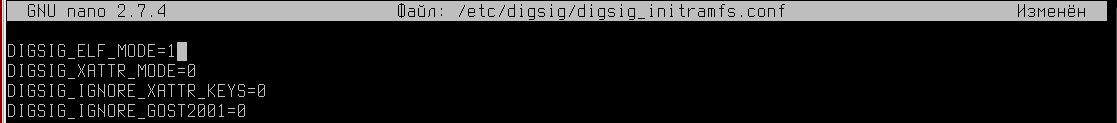 GNU nano 2.7.4 Файл: /etc/digsig/digsig_initramfs.conf Изменён
DIGSIG_ELF_MODE=1
DIGSIG_XATTR_MODE=0
DIGSIG_IGNORE_XATTR_KEYS=0
DIGSIG_IGNORE_GOST2001=0